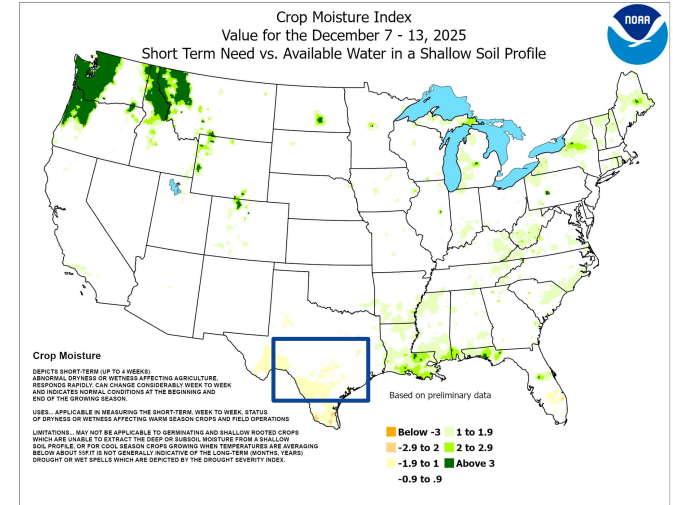 Crop Moisture Index
Value for the December 7 - 13, 2025
Short Term Need vs. Available Water in a Shallow Soil Profile
NOAA
Crop Moisture
DEPICTS SHORT-TERM (UP TO 4 WEEKS)
ABNORMAL DRYNESS OR WETNESS AFFECTING AGRICULTURE,
RESPONDS RAPIDLY, CAN CHANGE CONSIDERABLY WEEK TO WEEK
AND INDICATES NORMAL CONDITIONS AT THE BEGINNING AND
END OF THE GROWING SEASON.
USES... APPLICABLE IN MEASURING THE SHORT-TERM, WEEK TO WEEK, STATUS
OF DRYNESS OR WETNESS AFFECTING WARM SEASON CROPS AND FIELD OPERATIONS
LIMITATIONS... MAY NOT BE APPLICABLE TO GERMINATING AND SHALLOW ROOTED CROPS
WHICH ARE UNABLE TO EXTRACT THE DEEP OR SUBSOIL MOISTURE FROM A SHALLOW
SOIL PROFILE, OR FOR COOL SEASON CROPS GROWING WHEN TEMPERATURES ARE AVERAGING
BELOW ABOUT 55F.IT IS NOT GENERALLY INDICATIVE OF THE LONG-TERM (MONTHS, YEARS)
DROUGHT OR WET SPELLS WHICH ARE DEPICTED BY THE DROUGHT SEVERITY INDEX.
Based on preliminary data
Below -3 1 to 1.9
-2.9 to 2 2 to 2.9
-1.9 to 1 Above 3
-0.9 to .9